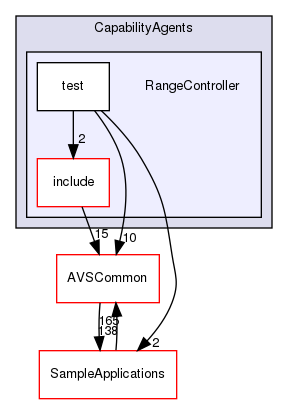 CapabilityAgents
test
RangeController
2
include
15
10
AVSCommon
165
138
2
SampleApplications